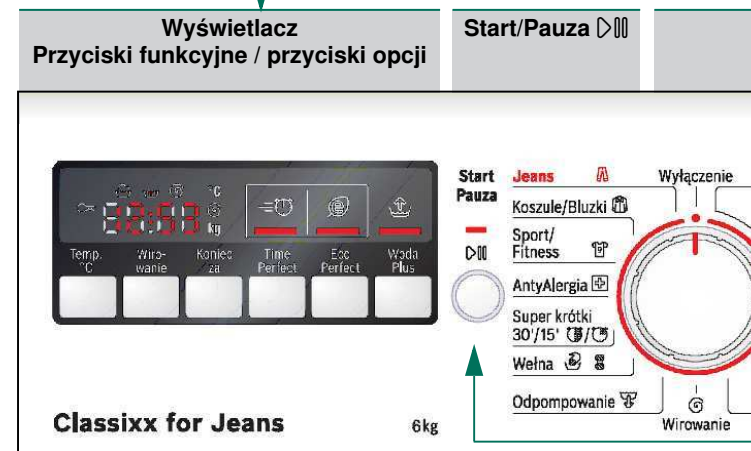 Wyświetlacz
Przyciski funkcyjne / przyciski opcji
Start/Pauza
°C
kg
Temp. °C
Wiro-
wanie
Koniec
za
Time
Perfect
Eco
Perfect
Woda
Plus
Start
Pauza
Jeans
Koszule/Bluzki
Sport/
Fitness
AntyAlergia
Super krótki
30'/15'
Wełna
Odpompowanie
Wyłączenie
Wirowanie
Classixx for Jeans
6kg